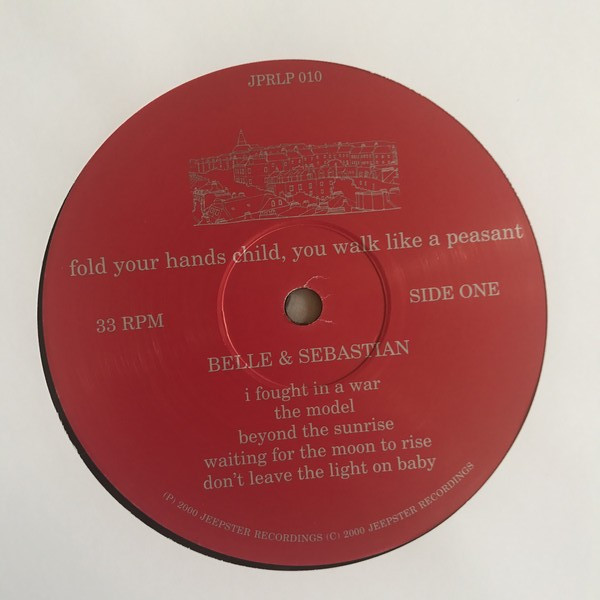 JPRLP 010
fold your hands child, you walk like a peasant
33 RPM
SIDE ONE
BELLE & SEBASTIAN
i fought in a war
the model
beyond the sunrise
waiting for the moon to rise
don't leave the light on baby
(P) 2000 JEEPSTER RECORDINGS (C) 2000 JEEPSTER RECORDINGS